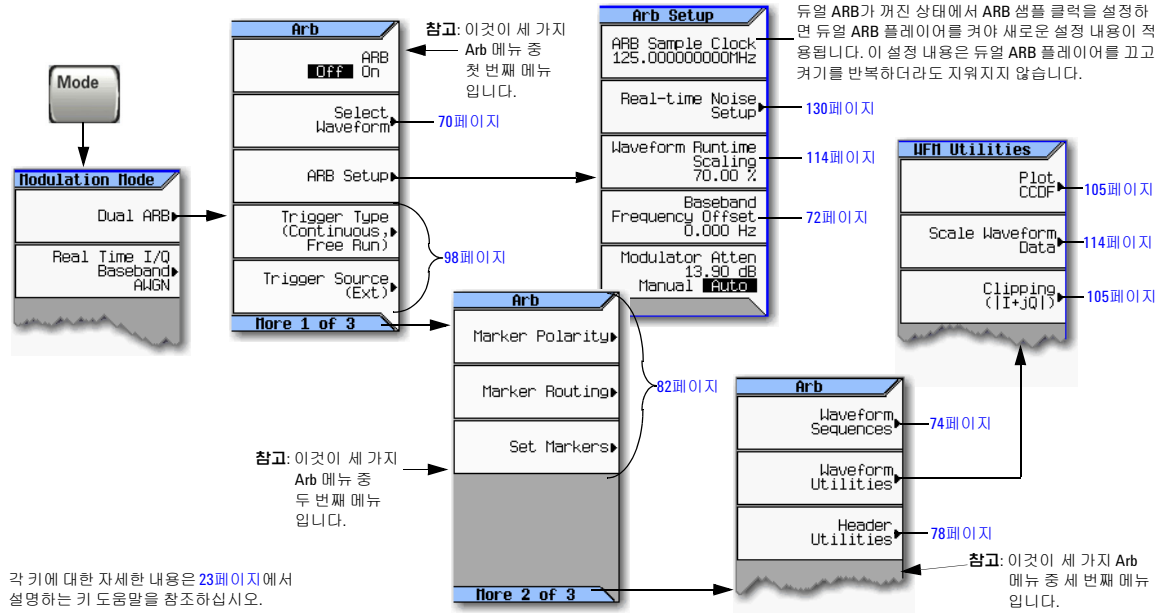 Mode
Modulation Mode
Dual ARB
Real Time I/Q
Baseband
AWGN
Arb
ARB
Off On
Select
Waveform
70페이지
ARB Setup
Trigger Type
(Continuous,
Free Run)
Trigger Source
(Ext)
98페이지
More 1 of 3
참고: 이것이 세 가지
Arb 메뉴 중
첫 번째 메뉴
입니다.
Arb Setup
ARB Sample Clock
125.000000000MHz
Real-time Noise
Setup
130페이지
Waveform Runtime
Scaling
70.00 %
114페이지
Baseband
Frequency Offset
0.000 Hz
72페이지
Modulator Atten
13.90 dB
Manual Auto
듀얼 ARB가 꺼진 상태에서 ARB 샘플 클럭을 설정하
면 듀얼 ARB 플레이어를 켜야 새로운 설정 내용이 적
용됩니다. 이 설정 내용은 듀얼 ARB 플레이어를 끄고
켜기를 반복하더라도 지워지지 않습니다.
WFM Utilities
Plot
CCDF
105페이지
Scale Waveform
Data
114페이지
Clipping
(|I+jQ|)
105페이지
Arb
Marker Polarity
Marker Routing
Set Markers
82페이지
More 2 of 3
참고: 이것이 세 가지
Arb 메뉴 중
두 번째 메뉴
입니다.
Arb
Waveform
Sequences
74페이지
Waveform
Utilities
Header
Utilities
78페이지
참고: 이것이 세 가지 Arb
메뉴 중 세 번째 메뉴
입니다.
각 키에 대한 자세한 내용은 23페이지에서
설명하는 키 도움말을 참조하십시오.